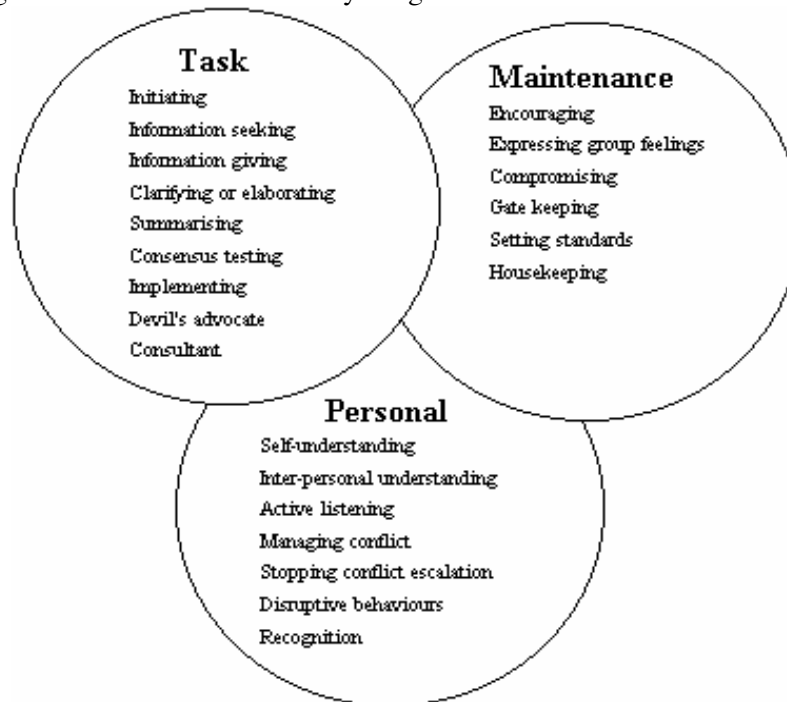 Task
Initiating
Information seeking
Information giving
Clarifying or elaborating
Summarising
Consensus testing
Implementing
Devil's advocate
Consultant
Maintenance
Encouraging
Expressing group feelings
Compromising
Gate keeping
Setting standards
Housekeeping
Personal
Self-understanding
Inter-personal understanding
Active listening
Managing conflict
Stopping conflict escalation
Disruptive behaviours
Recognition